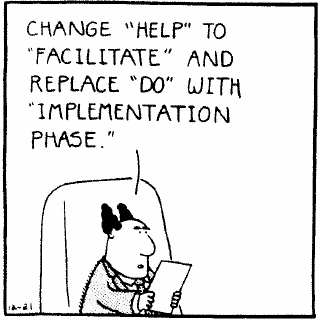 CHANGE "HELP" TO
"FACILITATE" AND
REPLACE "DO" WITH
"IMPLEMENTATION
PHASE."
12-21